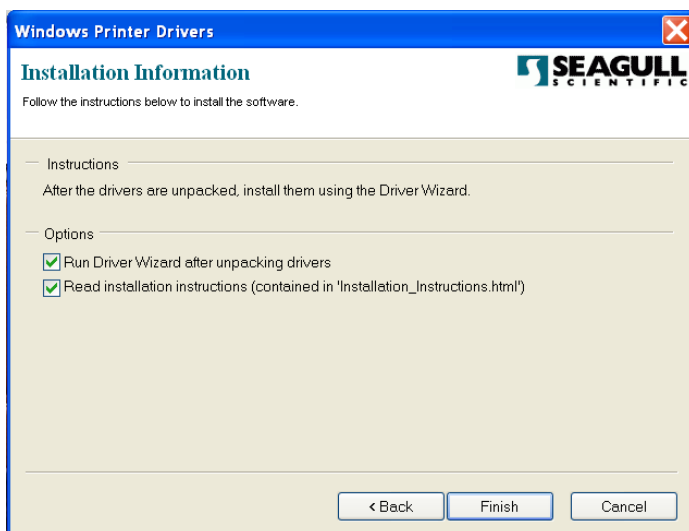 Windows Printer Drivers
Installation Information
SEAGULL
SCIENTIFIC
Follow the instructions below to install the software.
Instructions
After the drivers are unpacked, install them using the Driver Wizard.
Options
Run Driver Wizard after unpacking drivers
Read installation instructions (contained in 'Installation_Instructions.html')
< Back
Finish
Cancel